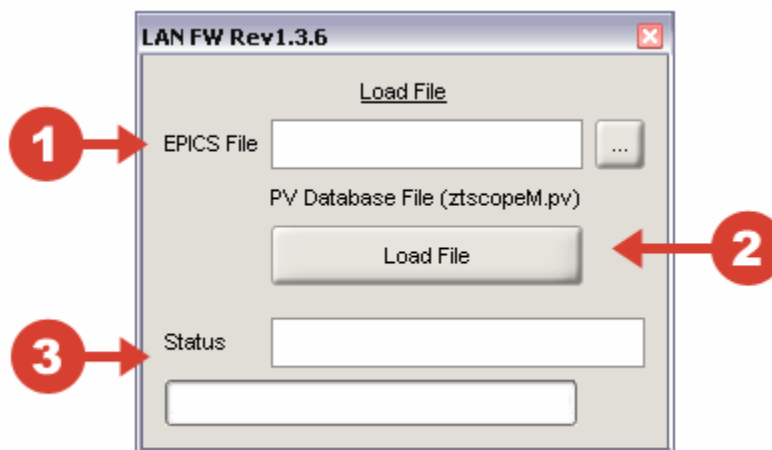 LAN FW Rev1.3.6
Load File
1
EPICS File
...
PV Database File (ztscopeM.pv)
Load File
2
Status
3